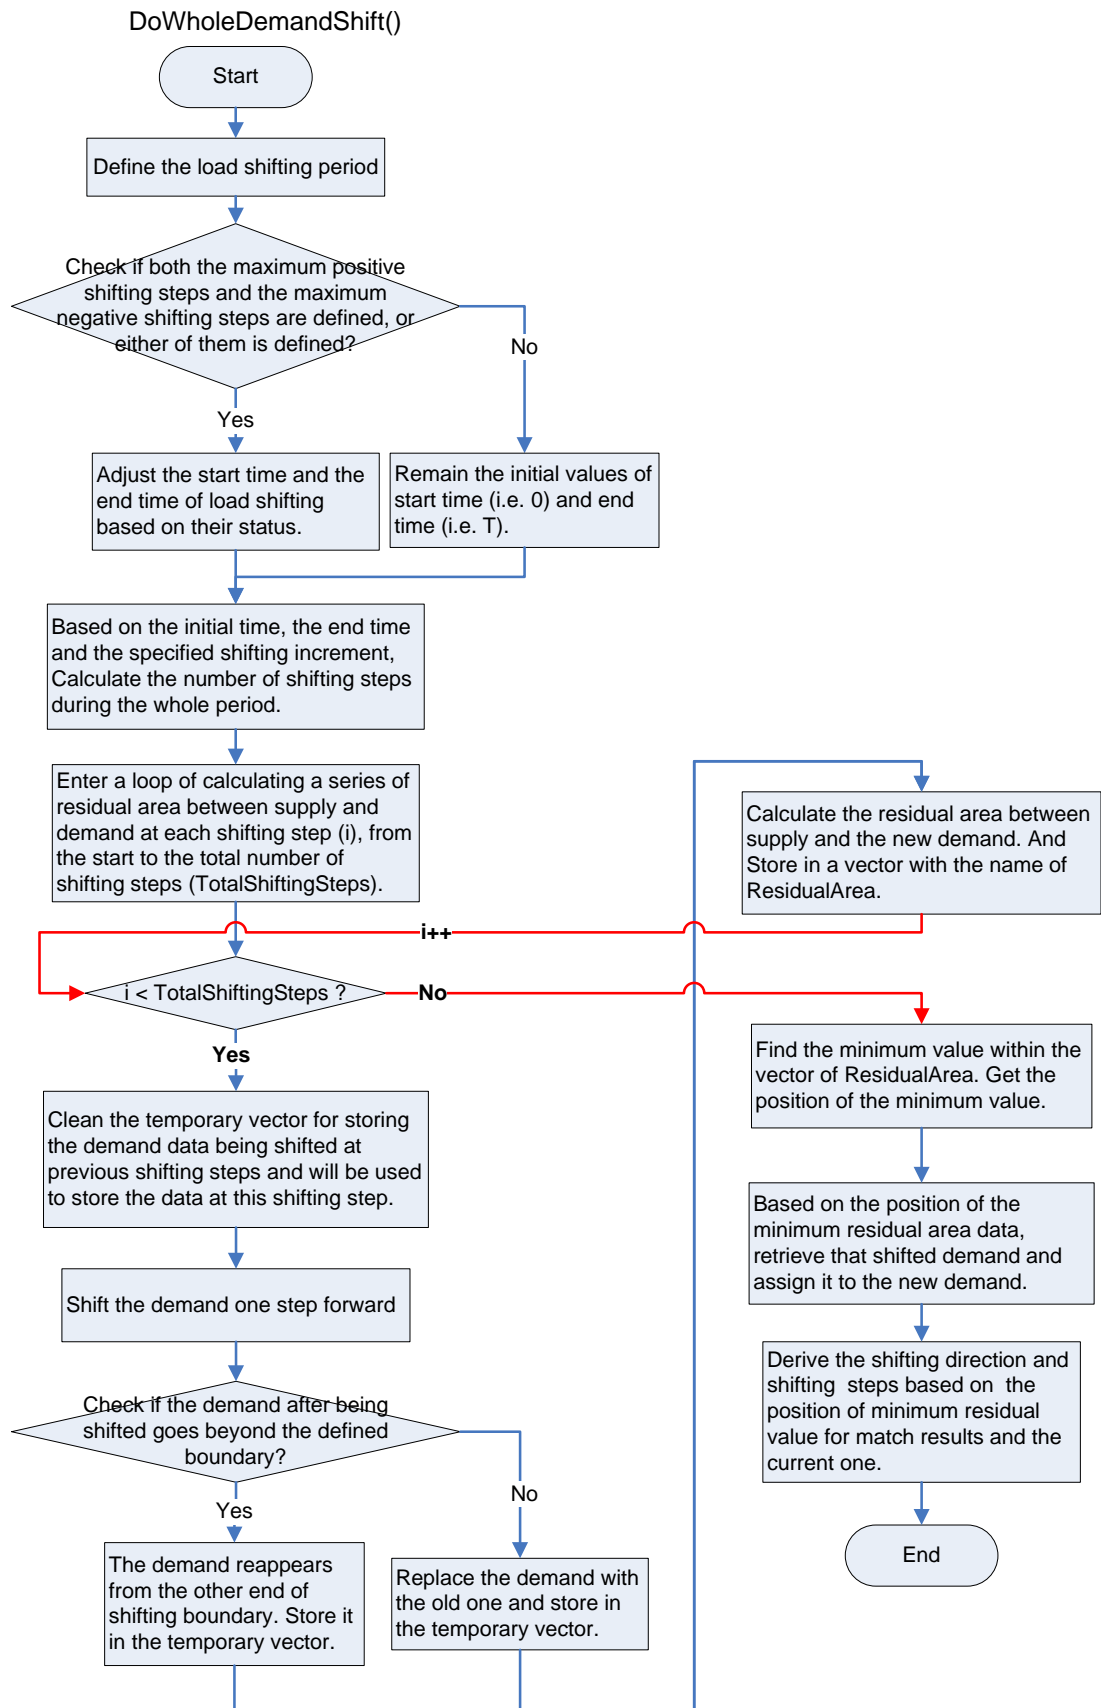 DoWholeDemandShift()
Start
Define the load shifting period
Check if both the maximum positive
shifting steps and the maximum
negative shifting steps are defined, or
either of them is defined?
No
Yes
Adjust the start time and the
end time of load shifting
based on their status.
Remain the initial values of
start time (i.e. 0) and end
time (i.e. T).
Based on the initial time, the end time
and the specified shifting increment,
Calculate the number of shifting steps
during the whole period.
Enter a loop of calculating a series of
residual area between supply and
demand at each shifting step (i), from
the start to the total number of
shifting steps (TotalShiftingSteps).
Calculate the residual area between
supply and the new demand. And
Store in a vector with the name of
ResidualArea.
i++
i < TotalShiftingSteps ?
No
Yes
Find the minimum value within the
vector of ResidualArea. Get the
position of the minimum value.
Clean the temporary vector for storing
the demand data being shifted at
previous shifting steps and will be used
to store the data at this shifting step.
Based on the position of the
minimum residual area data,
retrieve that shifted demand and
assign it to the new demand.
Shift the demand one step forward
Derive the shifting direction and
shifting steps based on the
position of minimum residual
value for match results and the
current one.
Check if the demand after being
shifted goes beyond the defined
boundary?
No
Yes
End
The demand reappears
from the other end of
shifting boundary. Store it
in the temporary vector.
Replace the demand with
the old one and store in
the temporary vector.